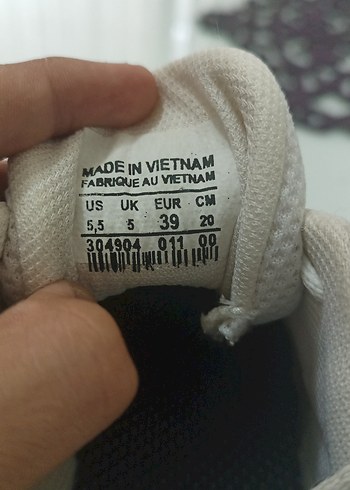 MADE IN VIETNAM
FABRIQUE AU VIETNAM
US UK EUR CM
5,5 5 39 20
304904 011 00